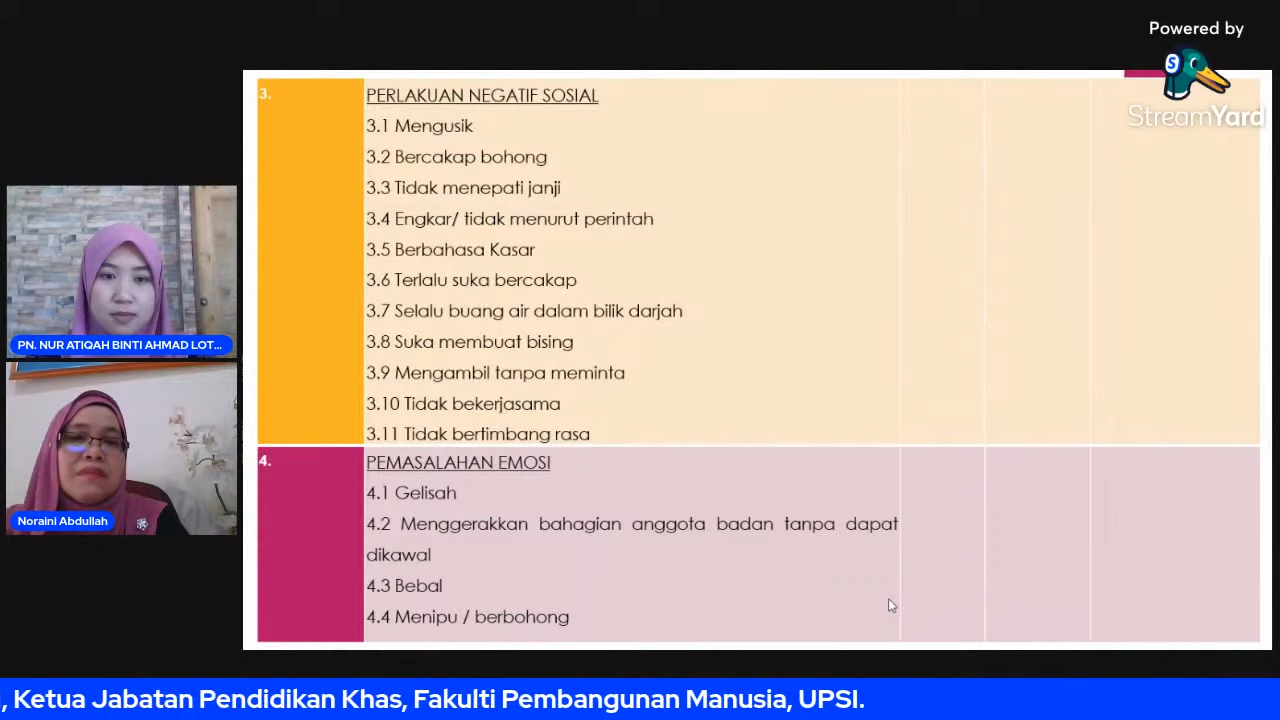 Powered by
StreamYard
3.
PERLAKUAN NEGATIF SOSIAL
3.1 Mengusik
3.2 Bercakap bohong
3.3 Tidak menepati janji
3.4 Engkar/ tidak menurut perintah
3.5 Berbahasa Kasar
3.6 Terlalu suka bercakap
3.7 Selalu buang air dalam bilik darjah
3.8 Suka membuat bising
3.9 Mengambil tanpa meminta
3.10 Tidak bekerjasama
3.11 Tidak bertimbang rasa
4.
PEMASALAHAN EMOSI
4.1 Gelisah
4.2 Menggerakkan bahagian anggota badan tanpa dapat
dikawal
4.3 Bebal
4.4 Menipu / berbohong
PN. NUR ATIQAH BINTI AHMAD LOT...
Noraini Abdullah
, Ketua Jabatan Pendidikan Khas, Fakulti Pembangunan Manusia, UPSI.